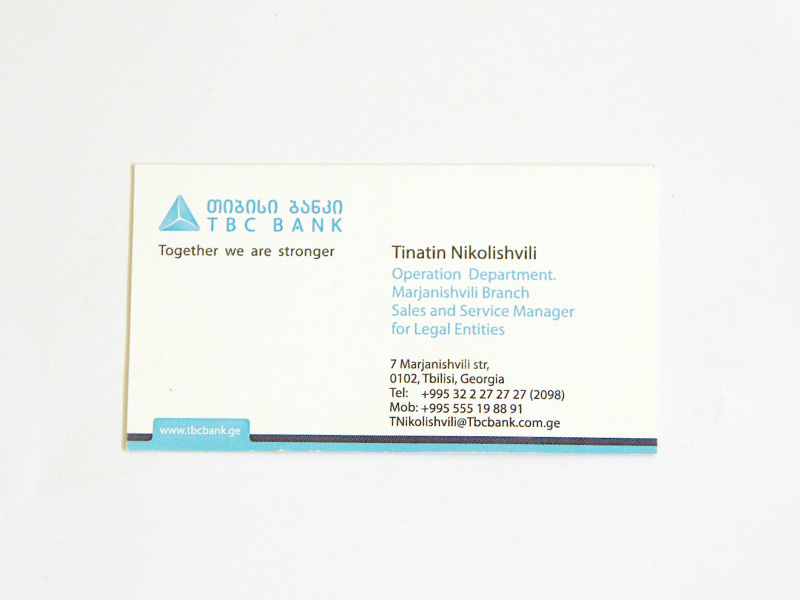 თიბისი ბანკი
TBC BANK
Together we are stronger
Tinatin Nikolishvili
Operation Department.
Marjanishvili Branch
Sales and Service Manager
for Legal Entities
7 Marjanishvili str,
0102, Tbilisi, Georgia
Tel: +995 32 2 27 27 27 (2098)
Mob: +995 555 19 88 91
TNikolishvili@Tbcbank.com.ge
www.tbcbank.ge